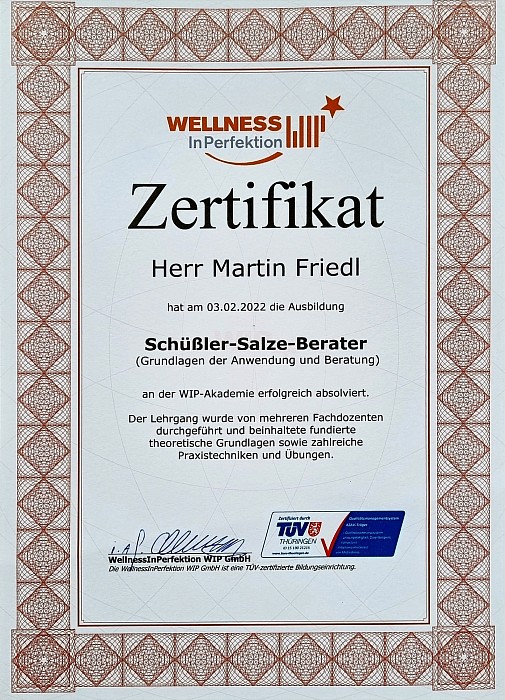 WELLNESS
InPerfektion
Zertifikat
Herr Martin Friedl
hat am 03.02.2022 die Ausbildung
Schüßler-Salze-Berater
(Grundlagen der Anwendung und Beratung)
an der WIP-Akademie erfolgreich absolviert.
Der Lehrgang wurde von mehreren Fachdozenten
durchgeführt und beinhaltete fundierte
theoretische Grundlagen sowie zahlreiche
Praxistechniken und Übungen.
Zertifiziert durch
TÜV
THÜRINGEN
Qualitätsmanagementsystem
AZAV-Träger
WellnessInPerfektion WIP GmbH
Die WellnessInPerfektion WIP GmbH ist eine TÜV-zertifizierte Bildungseinrichtung.